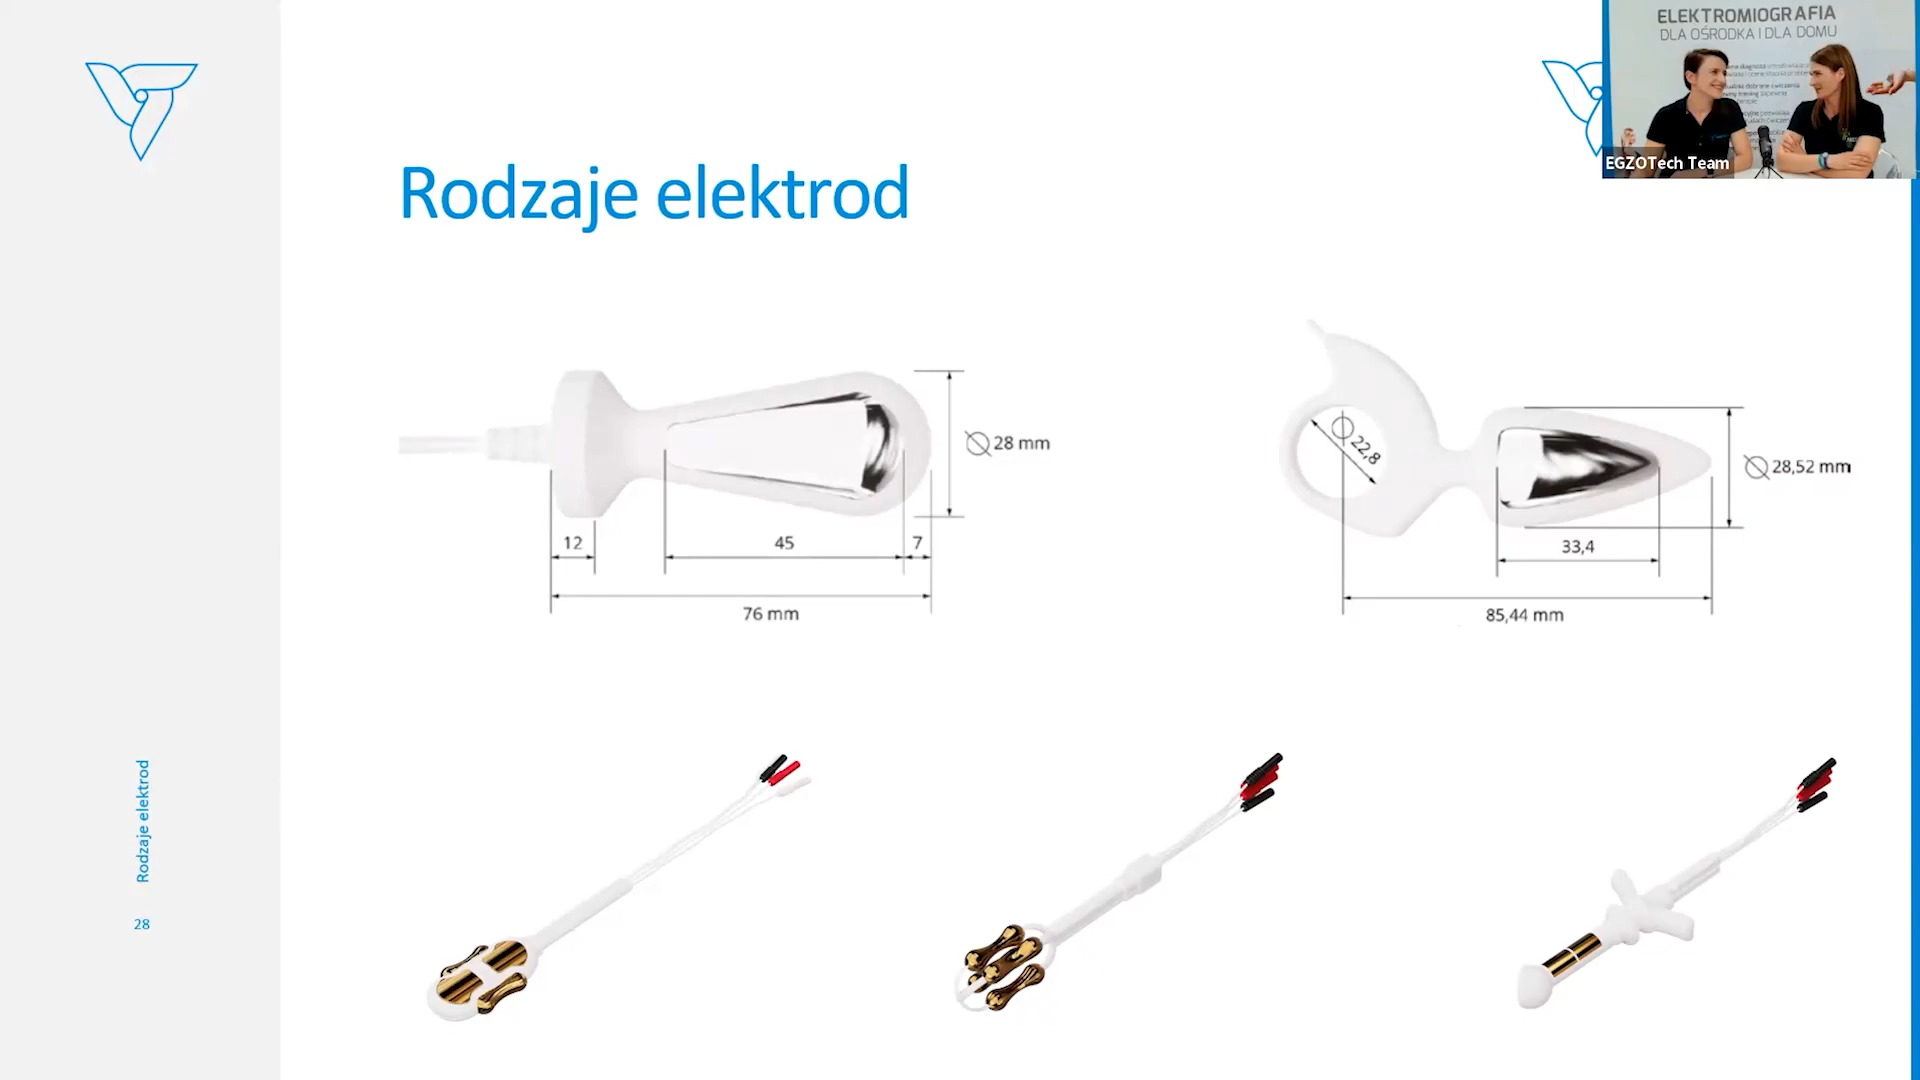 ELEKTROMIOGRAFIA
DLA OŚRODKA I DLA DOMU
EGZOTech Team
Rodzaje elektrod
28 mm
12
45
7
76 mm
22,8
28,52 mm
33,4
85,44 mm
Rodzaje elektrod
28